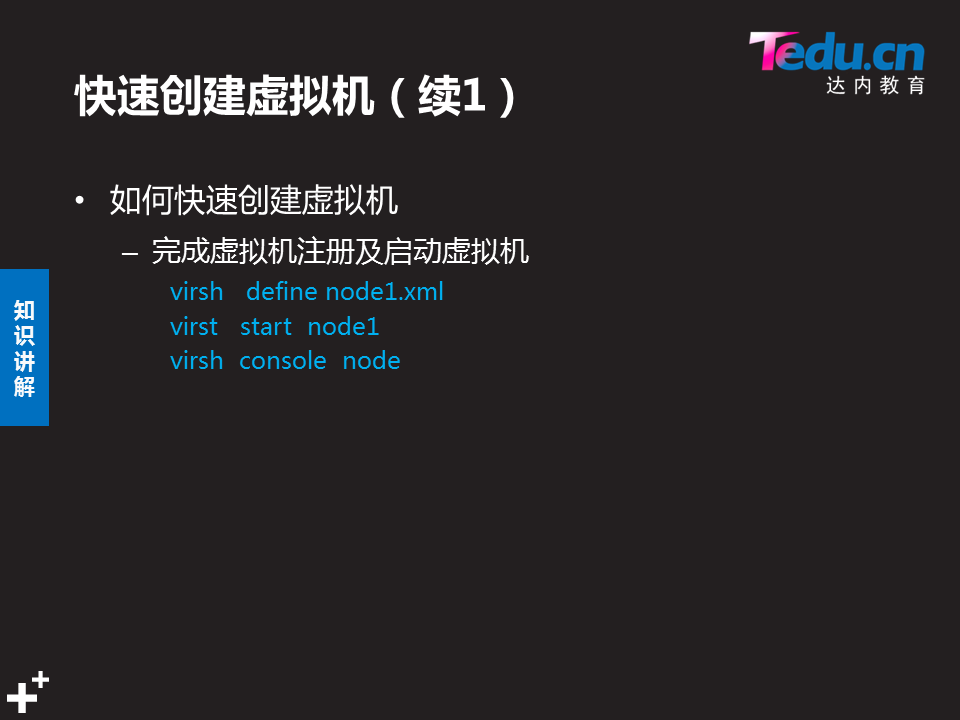 Tedu.cn
达内教育
快速创建虚拟机（续1）
• 如何快速创建虚拟机
– 完成虚拟机注册及启动虚拟机
virsh define node1.xml
virst start node1
virsh console node
知识讲解